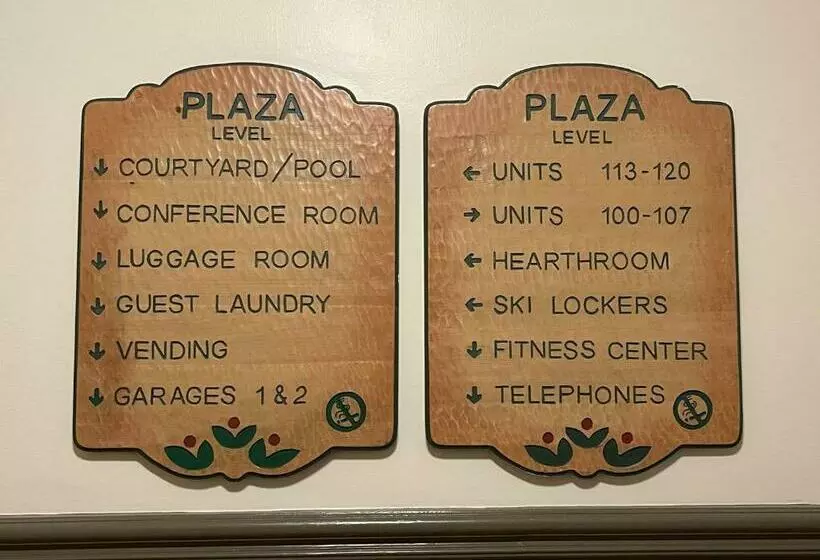 PLAZA
LEVEL
↓ COURTYARD/POOL
↓ CONFERENCE ROOM
↓ LUGGAGE ROOM
↓ GUEST LAUNDRY
↓ VENDING
↓ GARAGES 1&2
PLAZA
LEVEL
← UNITS 113-120
→ UNITS 100-107
← HEARTHROOM
← SKI LOCKERS
↓ FITNESS CENTER
↓ TELEPHONES